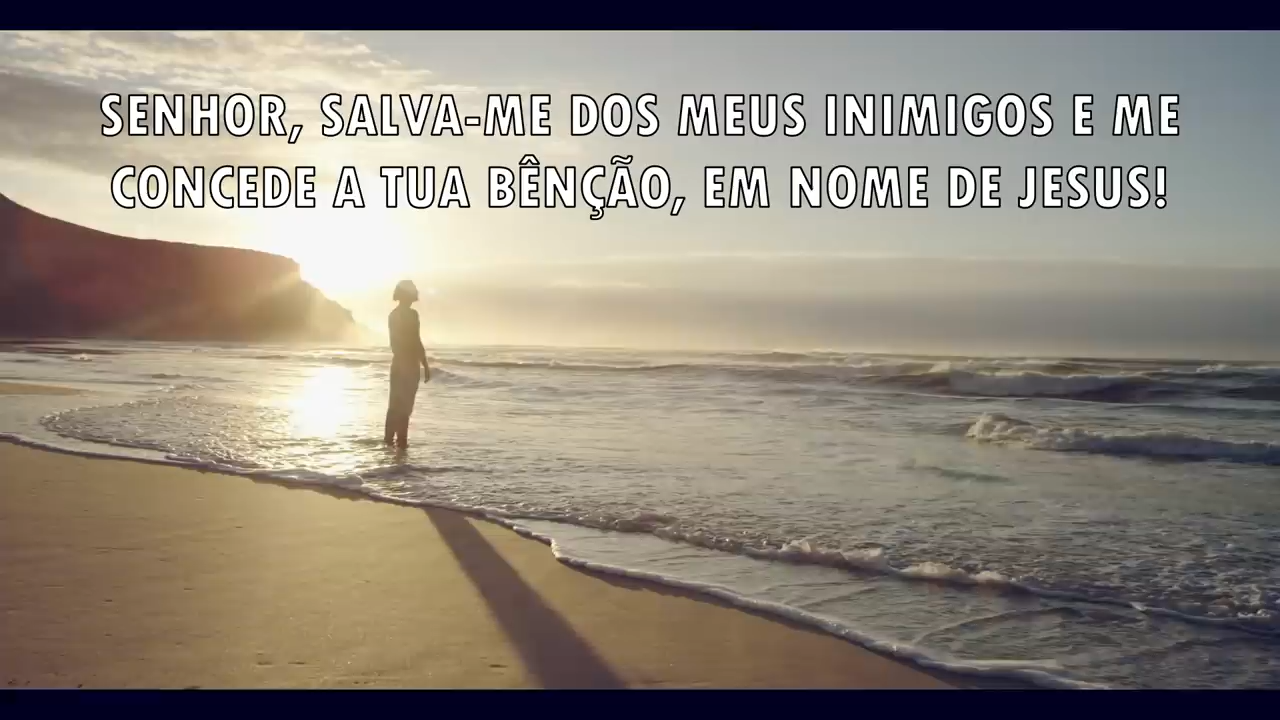 SENHOR, SALVA-ME DOS MEUS INIMIGOS E ME
CONCEDE A TUA BÊNÇÃO, EM NOME DE JESUS!